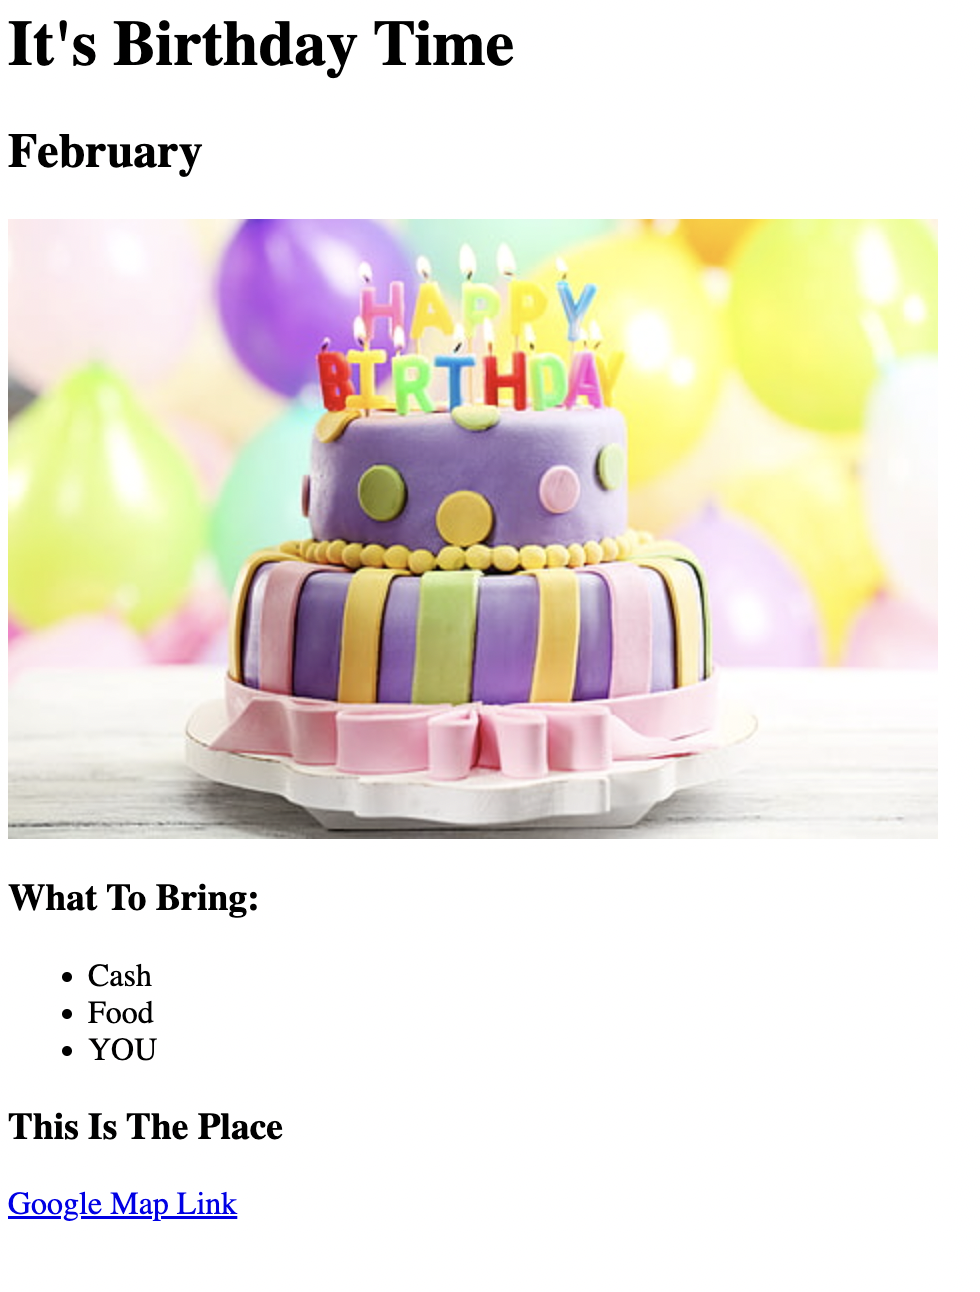 It's Birthday Time
February
HAPPY
BIRTHDAY
What To Bring:
Cash
Food
YOU
This Is The Place
Google Map Link